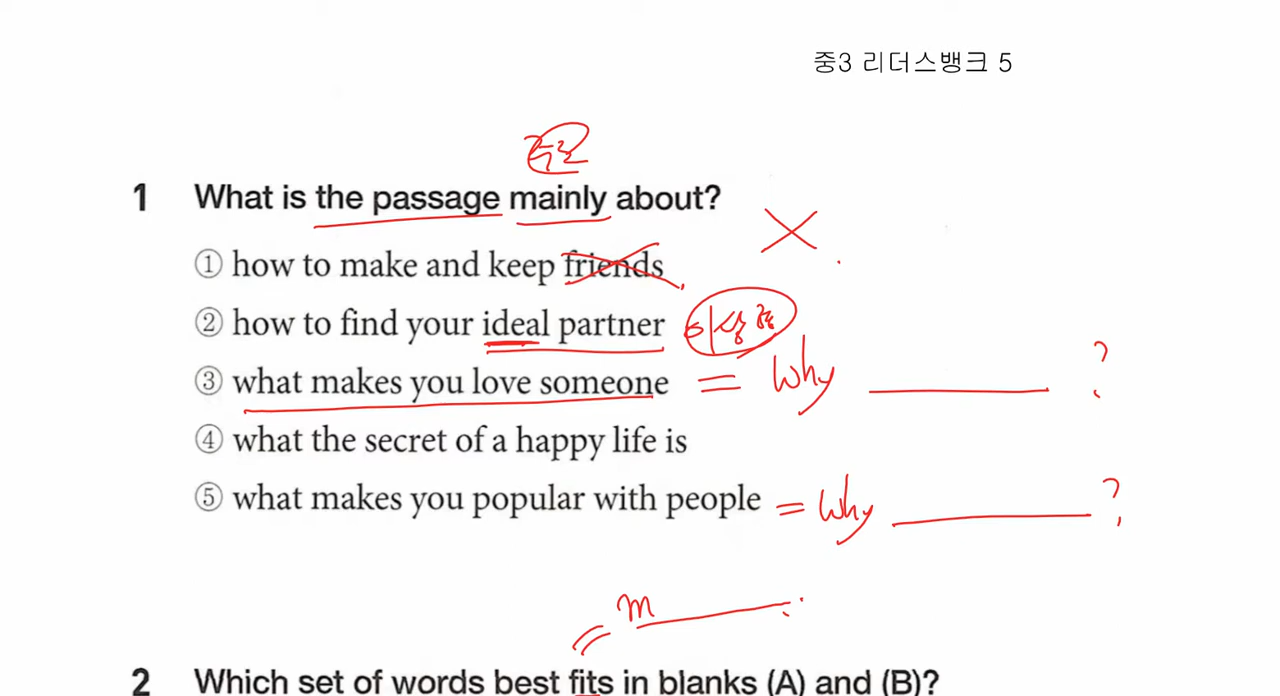 중3 리더스뱅크 5
1 What is the passage mainly about?
① how to make and keep friends
② how to find your ideal partner 이상형
③ what makes you love someone = Why ?
④ what the secret of a happy life is
⑤ what makes you popular with people = Why ?
= m
2 Which set of words best fits in blanks (A) and (B)?